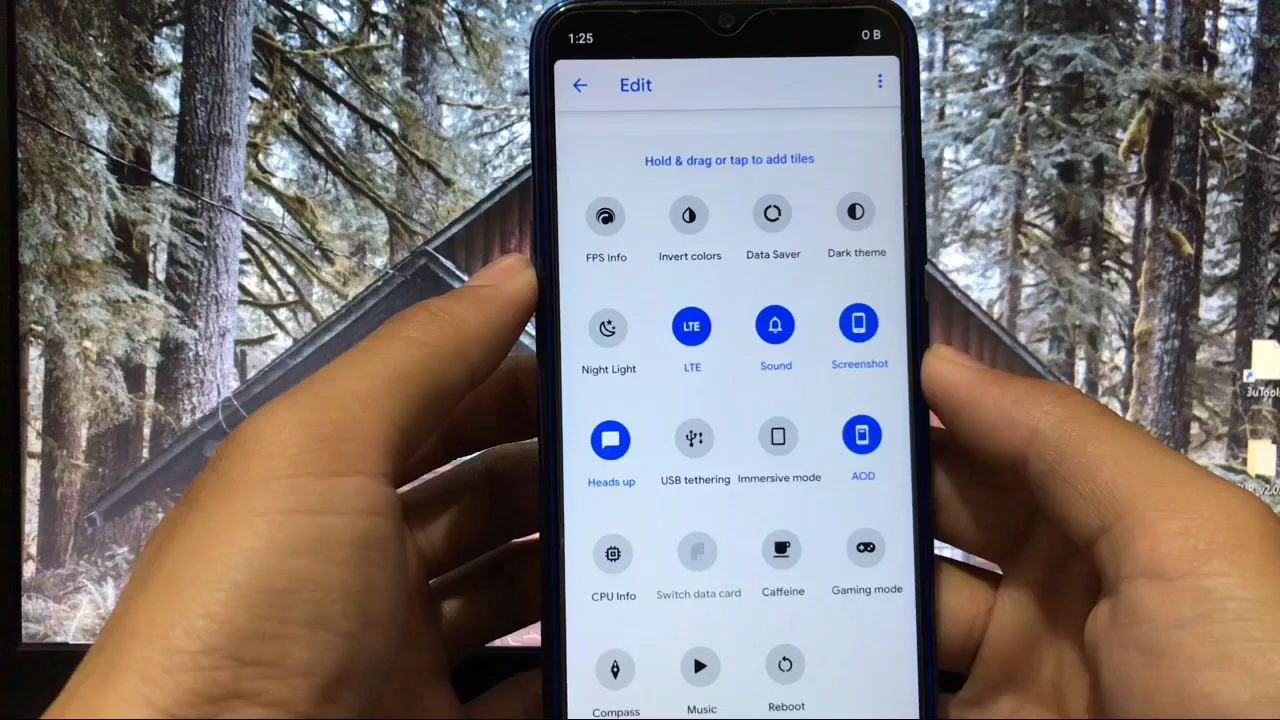 1:25
0 B
Edit
Hold & drag or tap to add tiles
FPS Info
Invert colors
Data Saver
Dark theme
Night Light
LTE
LTE
Sound
Screenshot
Heads up
USB tethering
Immersive mode
AOD
CPU Info
Switch data card
Caffeine
Gaming mode
Compass
Music
Reboot
3uTools